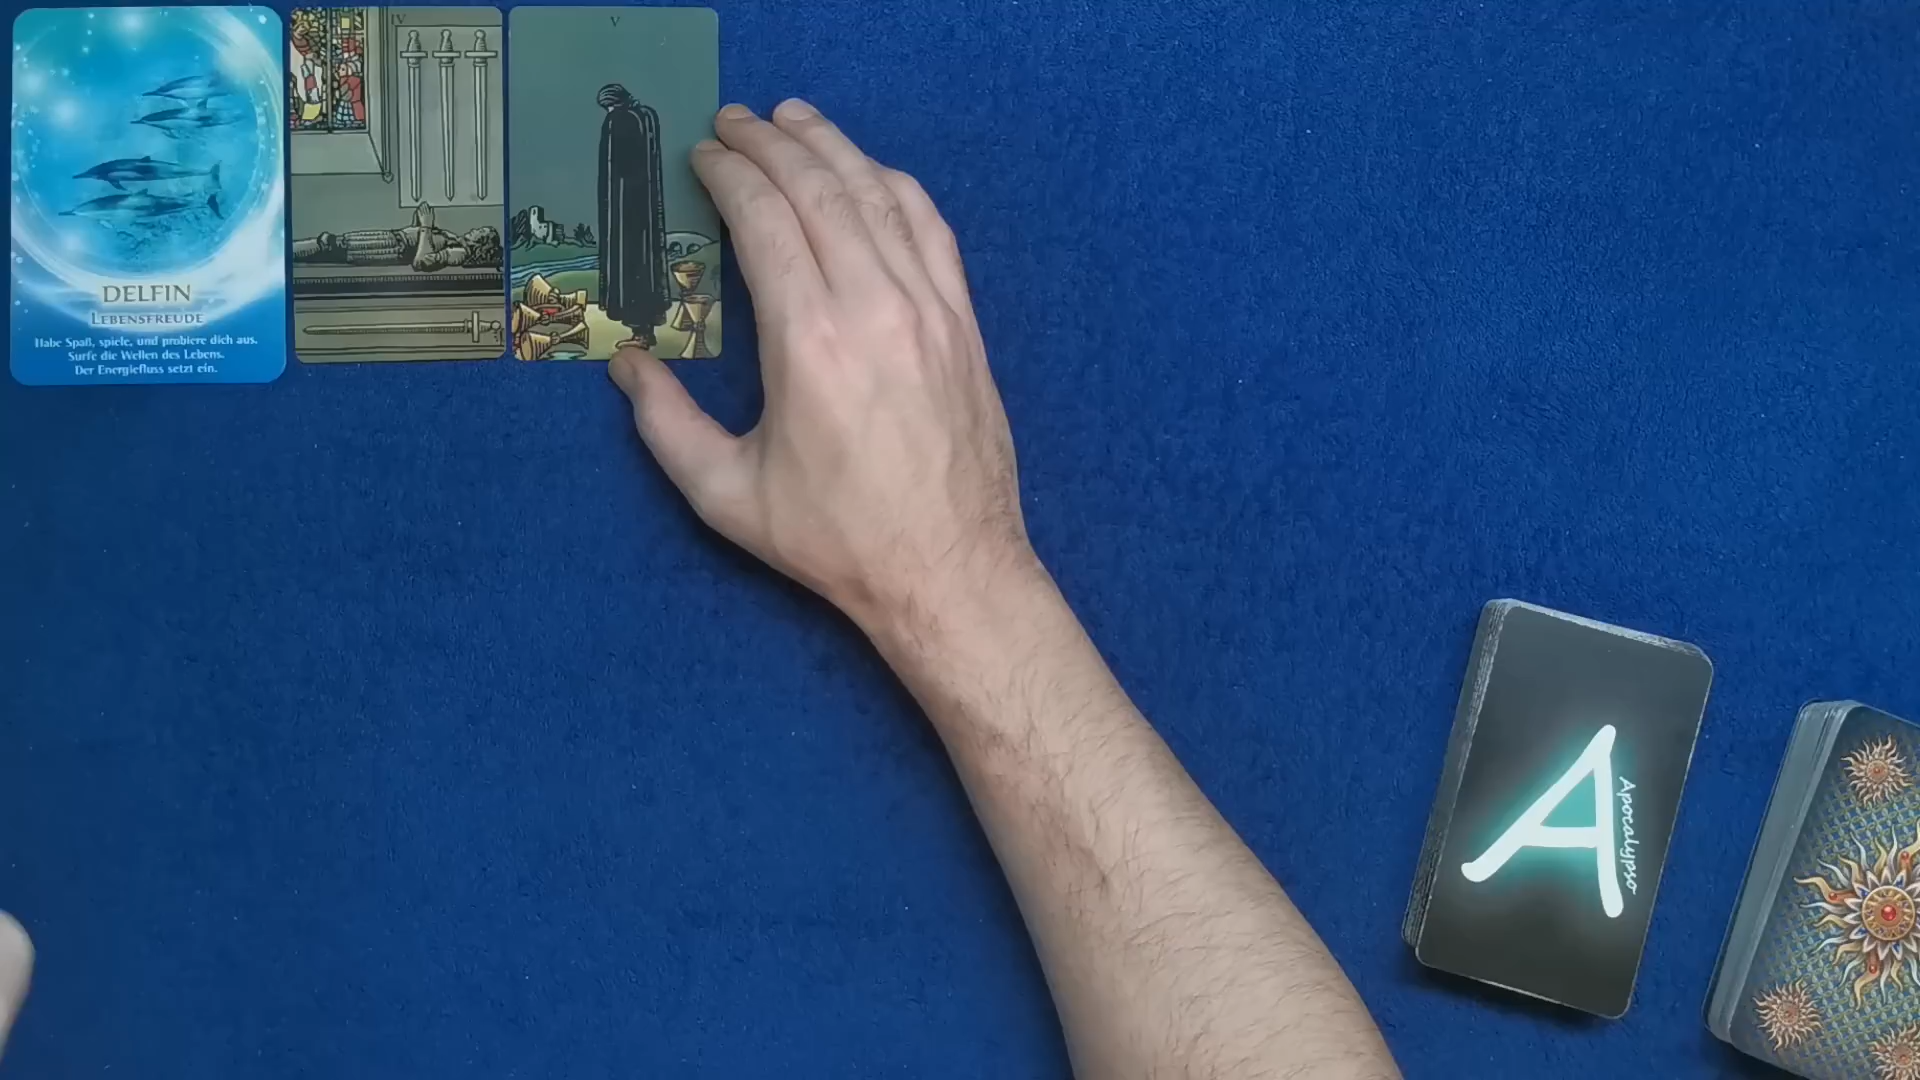 DELFIN
LEBENSFREUDE
Habe Spaß, spiele, und probiere dich aus.
Surfe die Wellen des Lebens.
Der Energiefluss setzt ein.
IV
V
A
Apocalypso